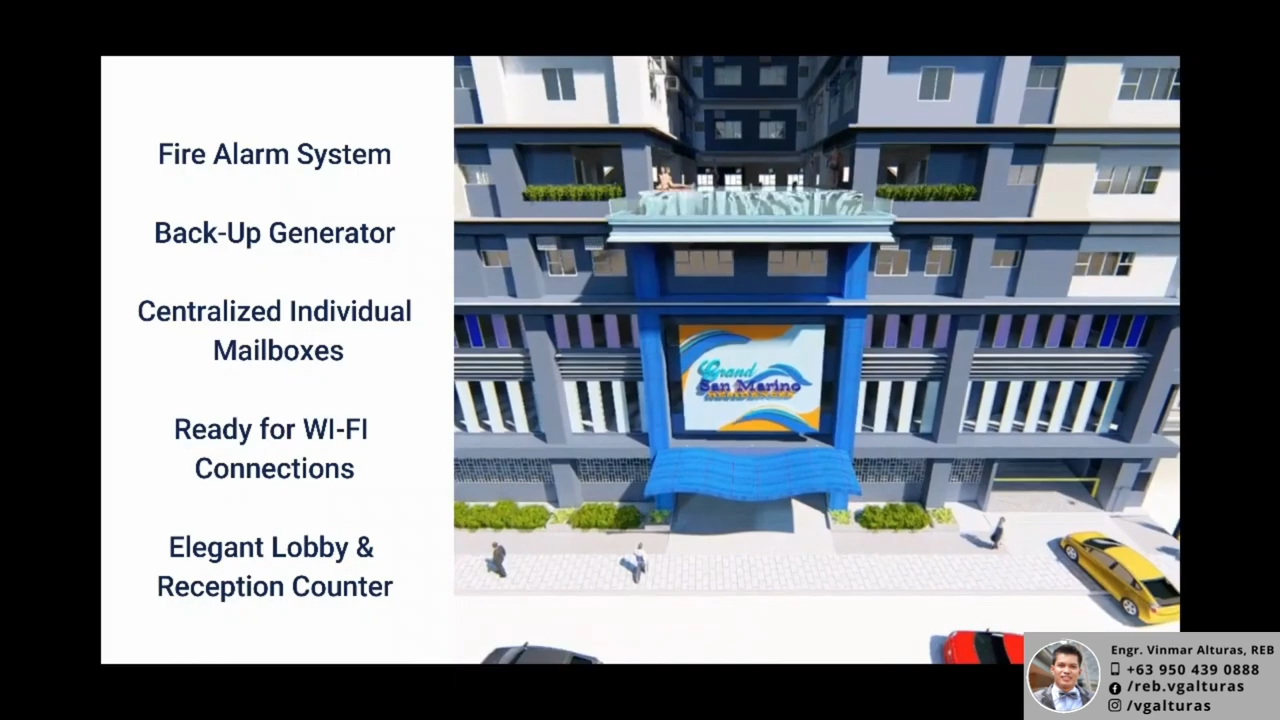 Fire Alarm System
Back-Up Generator
Centralized Individual
Mailboxes
Ready for WI-FI
Connections
Elegant Lobby &
Reception Counter
Grand
San Marino
RESIDENCES
Engr. Vinmar Alturas, REB
+63 950 439 0888
/reb.vgalturas
/vgalturas